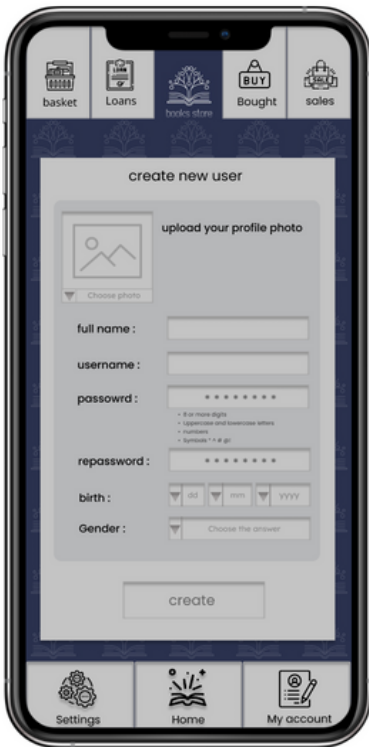 LOAN
BUY
SALE
basket
Loans
books store
Bought
sales
create new user
upload your profile photo
Choose photo
full name :
username :
passowrd :
• 8 or more digits
• Uppercase and lowercase letters
• numbers
repassword :
birth :
dd
mm
yyyy
Gender :
Choose the answer
create
Settings
Home
My account